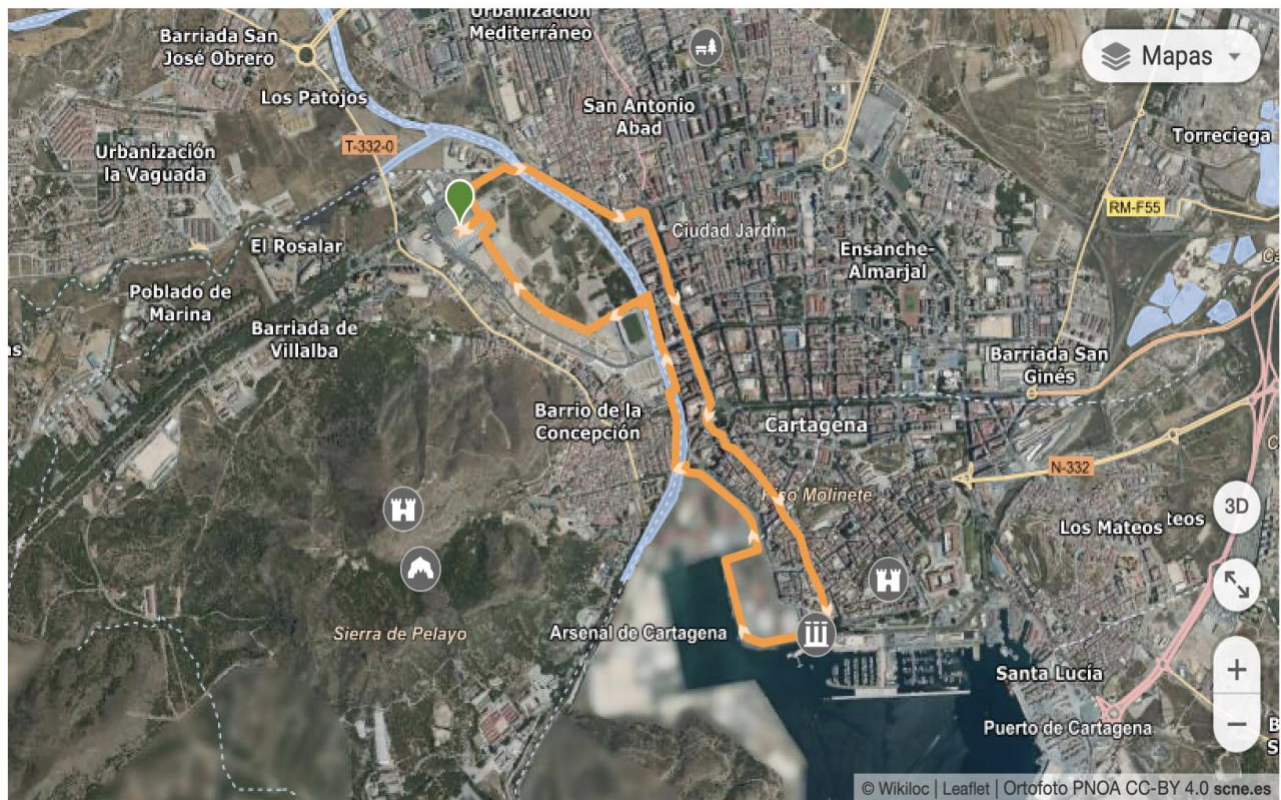 Urbanización
Mediterráneo
Barriada San
José Obrero
Mapas
Los Patojos
San Antonio
Abad
Torreciega
T-332-0
Urbanización
la Vaguada
RM-F55
Ciudad Jardín
El Rosalar
Ensanche-
Almarjal
Poblado de
Marina
Barriada de
Villalba
Barriada San
Ginés
Barrio de la
Concepción
Cartagena
N-332
Molinete
3D
Los Mateos
teos
Sierra de Pelayo
Arsenal de Cartagena
Santa Lucía
Puerto de Cartagena
+
−
© Wikiloc | Leaflet | Ortofoto PNOA CC-BY 4.0 scne.es